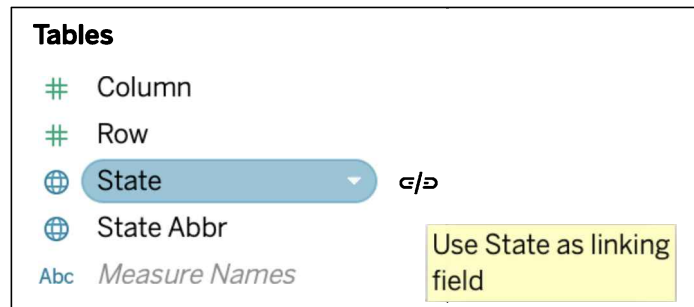 Tables
# Column
# Row
State
State Abbr
Abc Measure Names
Use State as linking
field